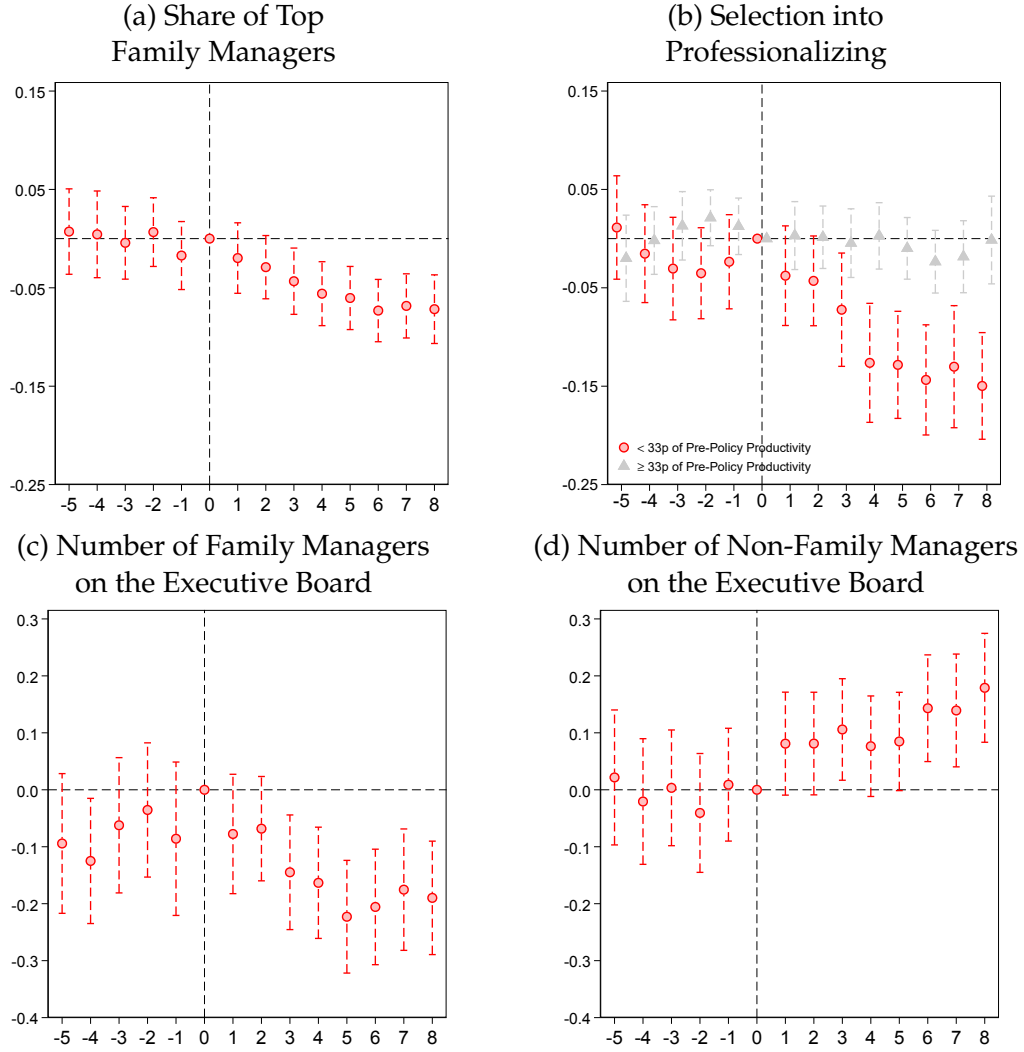 (a) Share of Top
Family Managers
0.15
0.05
-0.05
-0.15
-0.25
-5 -4 -3 -2 -1 0 1 2 3 4 5 6 7 8
(b) Selection into
Professionalizing
0.15
0.05
-0.05
-0.15
-0.25
< 33p of Pre-Policy Productivity
≥ 33p of Pre-Policy Productivity
-5 -4 -3 -2 -1 0 1 2 3 4 5 6 7 8
(c) Number of Family Managers
on the Executive Board
0.3
0.2
0.1
0.0
-0.1
-0.2
-0.3
-0.4
-5 -4 -3 -2 -1 0 1 2 3 4 5 6 7 8
(d) Number of Non-Family Managers
on the Executive Board
0.3
0.2
0.1
0.0
-0.1
-0.2
-0.3
-0.4
-5 -4 -3 -2 -1 0 1 2 3 4 5 6 7 8